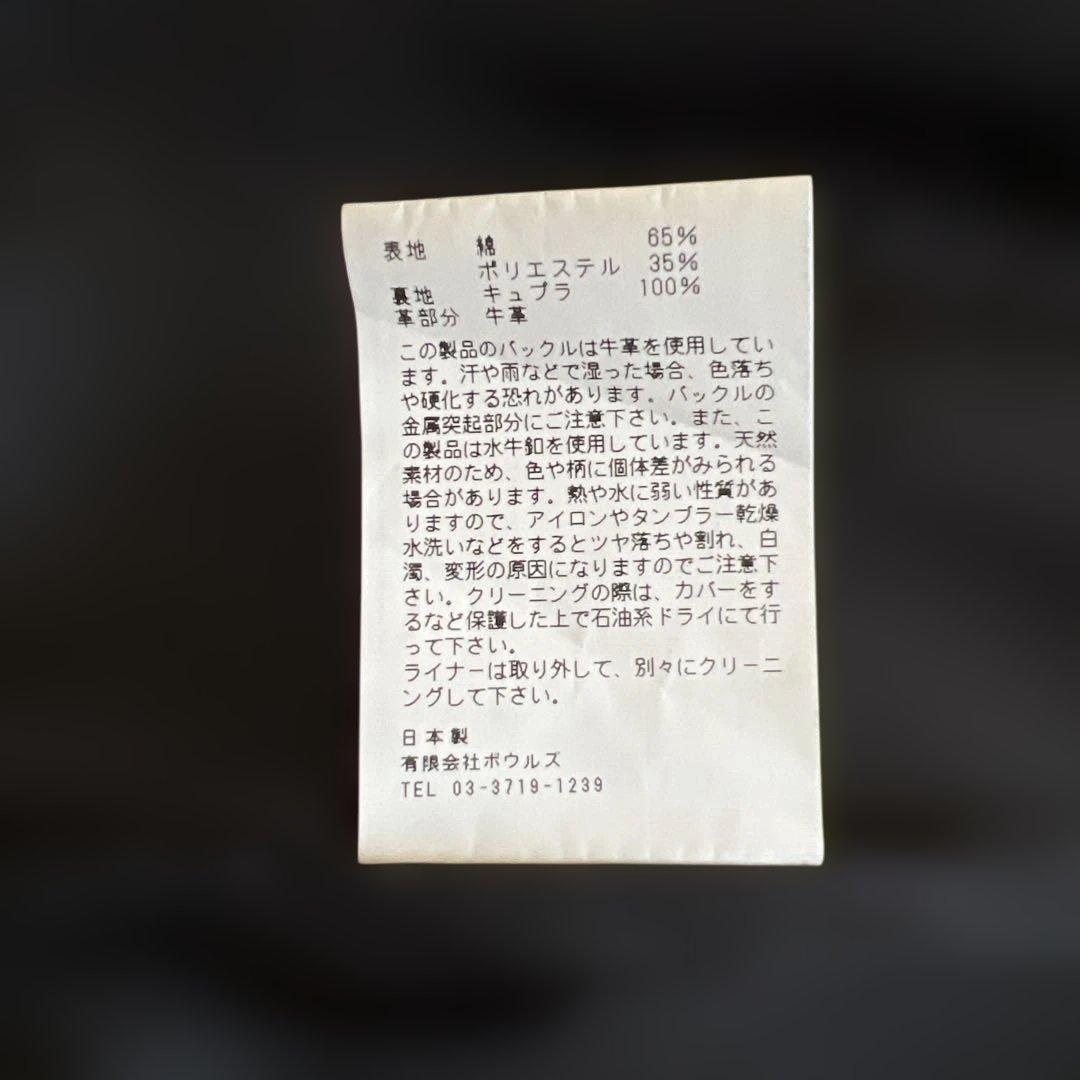 表地 綿 65%
ポリエステル 35%
裏地 キュプラ 100%
革部分 牛革
この製品のバックルは牛革を使用してい
ます。汗や雨などで湿った場合、色落ち
や硬化する恐れがあります。バックルの
金属突起部分にご注意下さい。また、こ
の製品は水牛釦を使用しています。天然
素材のため、色や柄に個体差がみられる
場合があります。熱や水に弱い性質があ
りますので、アイロンやタンブラー乾燥
水洗いなどをするとツヤ落ちや割れ、白
濁、変形の原因になりますのでご注意下
さい。クリーニングの際は、カバーをす
るなど保護した上で石油系ドライにて行
って下さい。
ライナーは取り外して、別々にクリーニ
ングして下さい。
日本製
有限会社ボウルズ
TEL 03-3719-1239